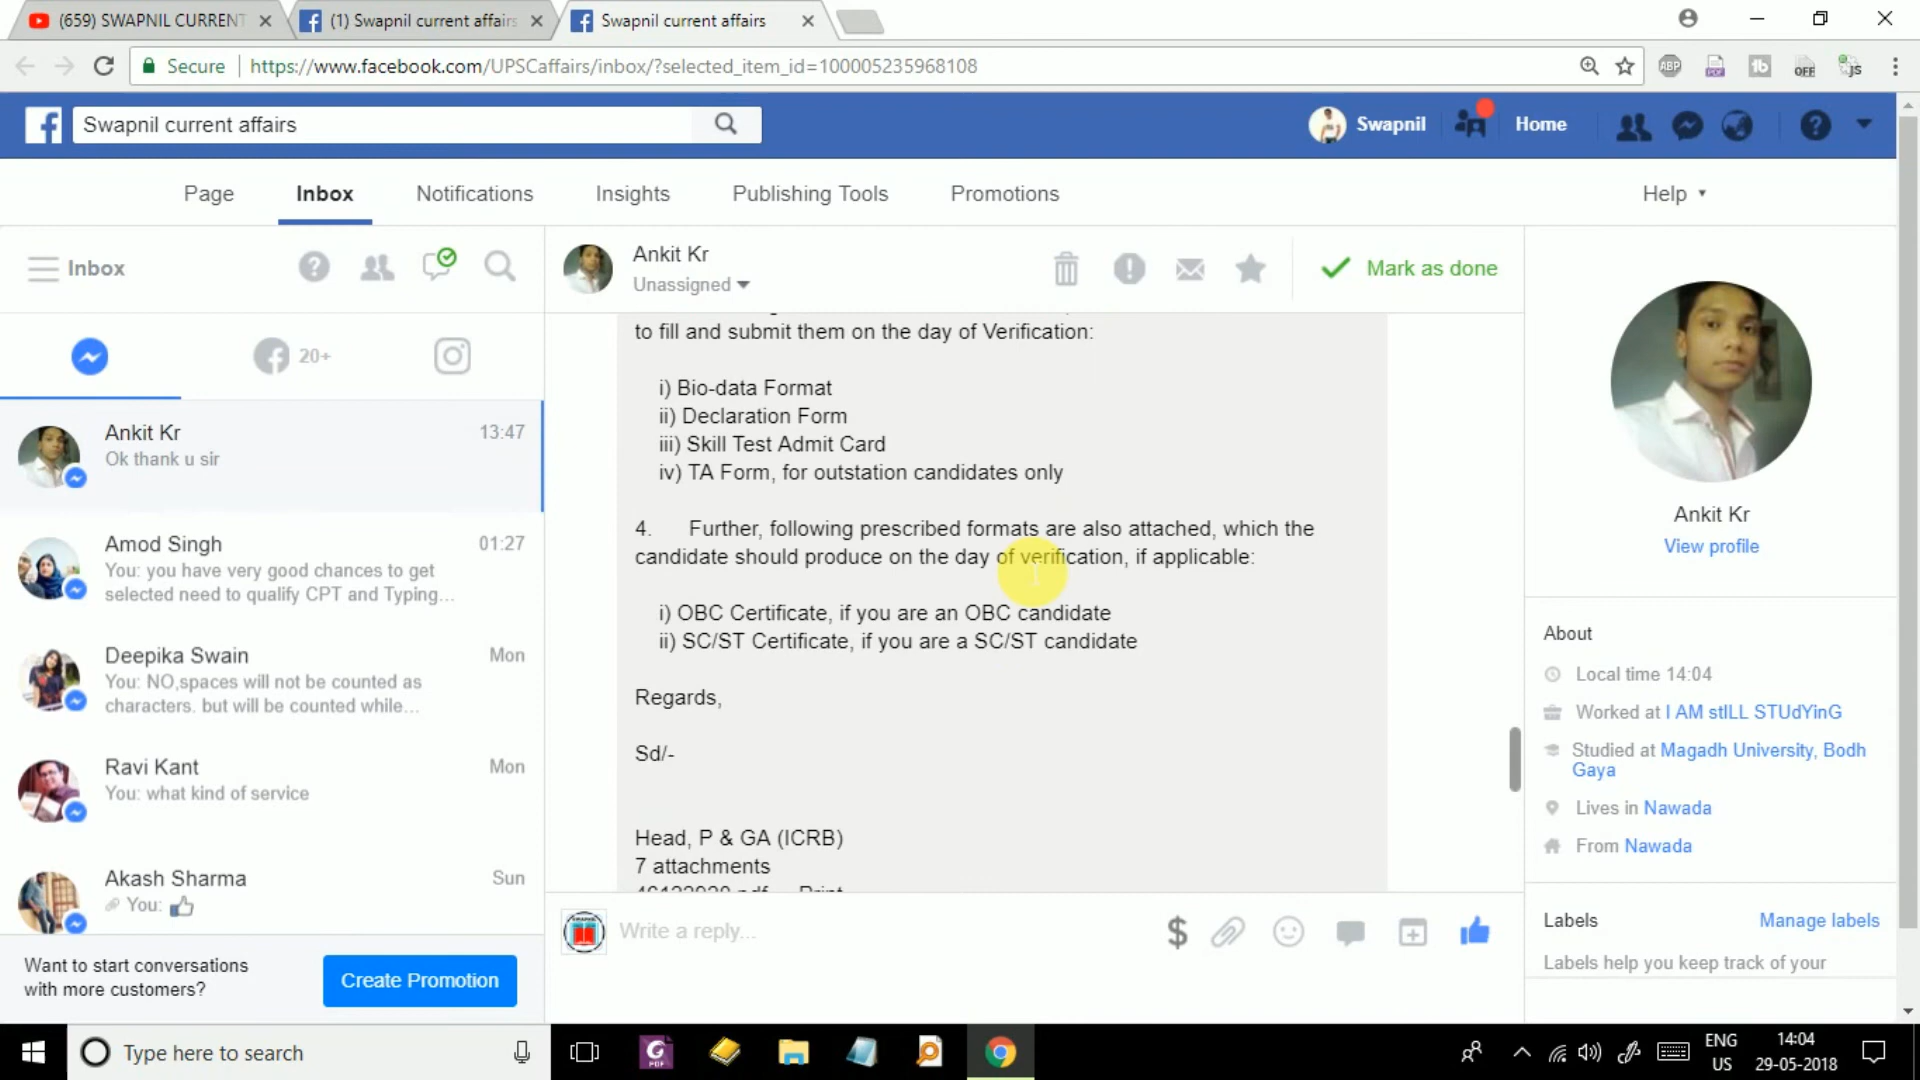 (659) SWAPNIL CURRENT
(1) Swapnil current affairs
Swapnil current affairs
Secure
https://www.facebook.com/UPSCaffairs/inbox/?selected_item_id=100005235968108
ABP
PDF
OFF
JS
Swapnil current affairs
Swapnil
Home
Page
Inbox
Notifications
Insights
Publishing Tools
Promotions
Help
Inbox
20+
Ankit Kr
13:47
Ok thank u sir
Amod Singh
01:27
You: you have very good chances to get
selected need to qualify CPT and Typing...
Deepika Swain
Mon
You: NO,spaces will not be counted as
characters. but will be counted while...
Ravi Kant
Mon
You: what kind of service
Akash Sharma
Sun
You:
Want to start conversations
with more customers?
Create Promotion
Ankit Kr
Unassigned
Mark as done
to fill and submit them on the day of Verification:
i) Bio-data Format
ii) Declaration Form
iii) Skill Test Admit Card
iv) TA Form, for outstation candidates only
4. Further, following prescribed formats are also attached, which the
candidate should produce on the day of verification, if applicable:
i) OBC Certificate, if you are an OBC candidate
ii) SC/ST Certificate, if you are a SC/ST candidate
Regards,
Sd/-
Head, P & GA (ICRB)
7 attachments
Write a reply...
Ankit Kr
View profile
About
Local time 14:04
Worked at I AM stILL STUdYinG
Studied at Magadh University, Bodh
Gaya
Lives in Nawada
From Nawada
Labels
Manage labels
Labels help you keep track of your
Type here to search
ENG
US
14:04
29-05-2018